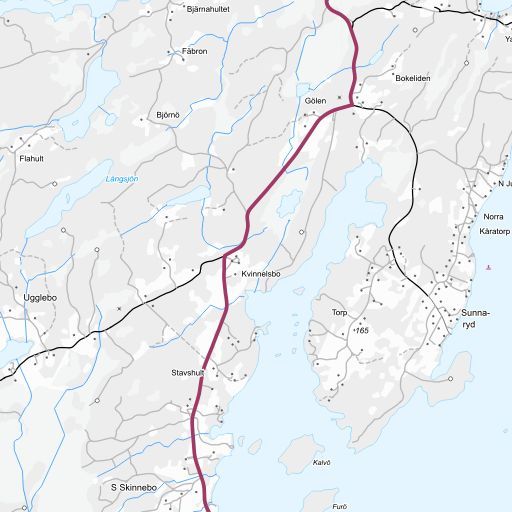 Bjärnahultet
Fäbron
Bokeliden
Gölen
Björnö
Flahult
Långsjön
Norra
Kåratorp
Kvinnelsbo
Ugglebo
Torp
Sunna-
ryd
165
Stavshult
Kalvö
S Skinnebo
Furö